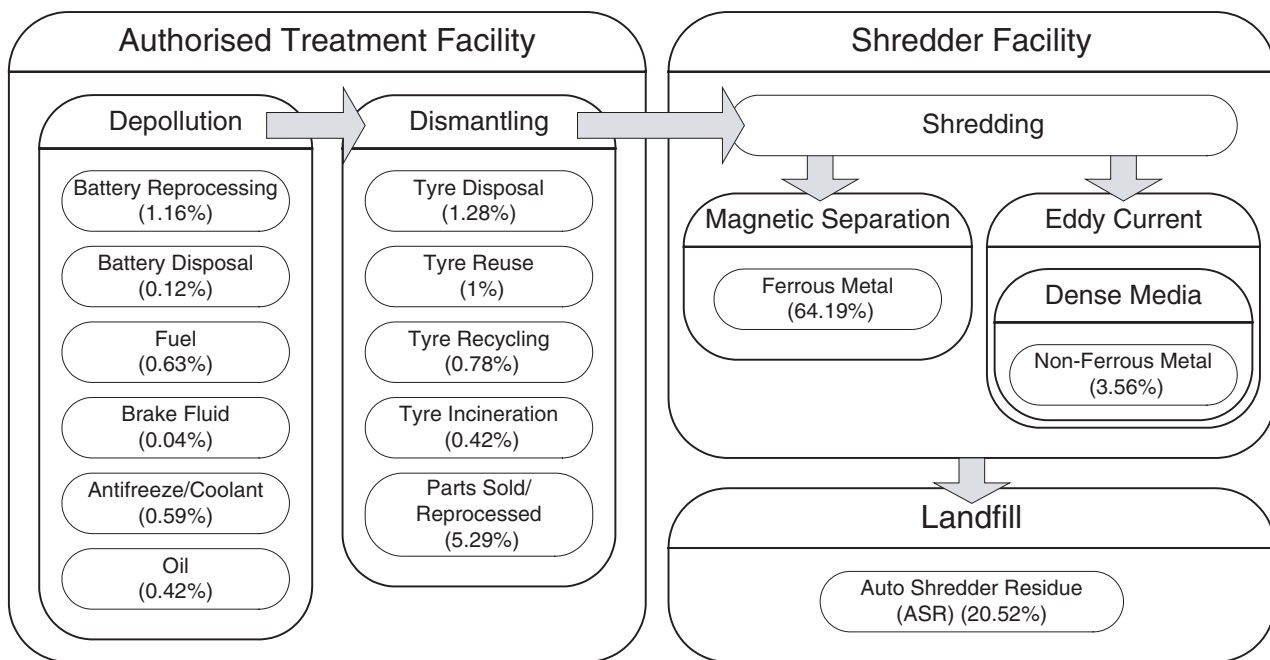 Authorised Treatment Facility
Depollution
Battery Reprocessing
(1.16%)
Battery Disposal
(0.12%)
Fuel
(0.63%)
Brake Fluid
(0.04%)
Antifreeze/Coolant
(0.59%)
Oil
(0.42%)
Dismantling
Tyre Disposal
(1.28%)
Tyre Reuse
(1%)
Tyre Recycling
(0.78%)
Tyre Incineration
(0.42%)
Parts Sold/
Reprocessed
(5.29%)
Shredder Facility
Shredding
Magnetic Separation
Ferrous Metal
(64.19%)
Eddy Current
Dense Media
Non-Ferrous Metal
(3.56%)
Landfill
Auto Shredder Residue
(ASR) (20.52%)